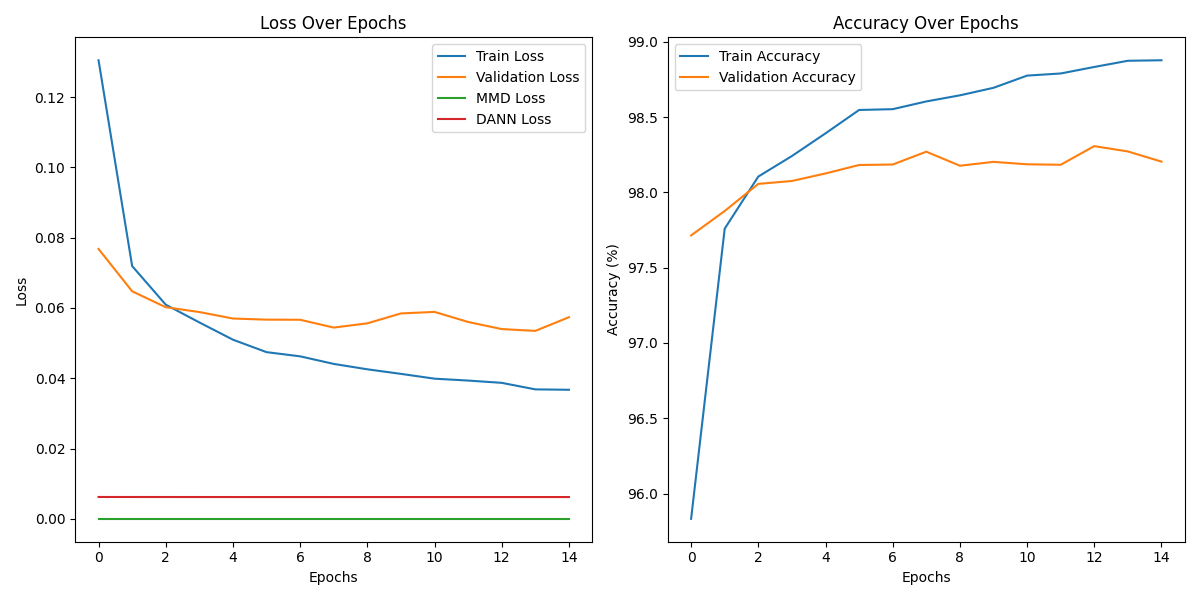 Loss Over Epochs
Train Loss
Validation Loss
MMD Loss
DANN Loss
0.12
0.10
0.08
0.06
0.04
0.02
0.00
Loss
0 2 4 6 8 10 12 14
Epochs
Accuracy Over Epochs
Train Accuracy
Validation Accuracy
99.0
98.5
98.0
97.5
97.0
96.5
96.0
Accuracy (%)
0 2 4 6 8 10 12 14
Epochs